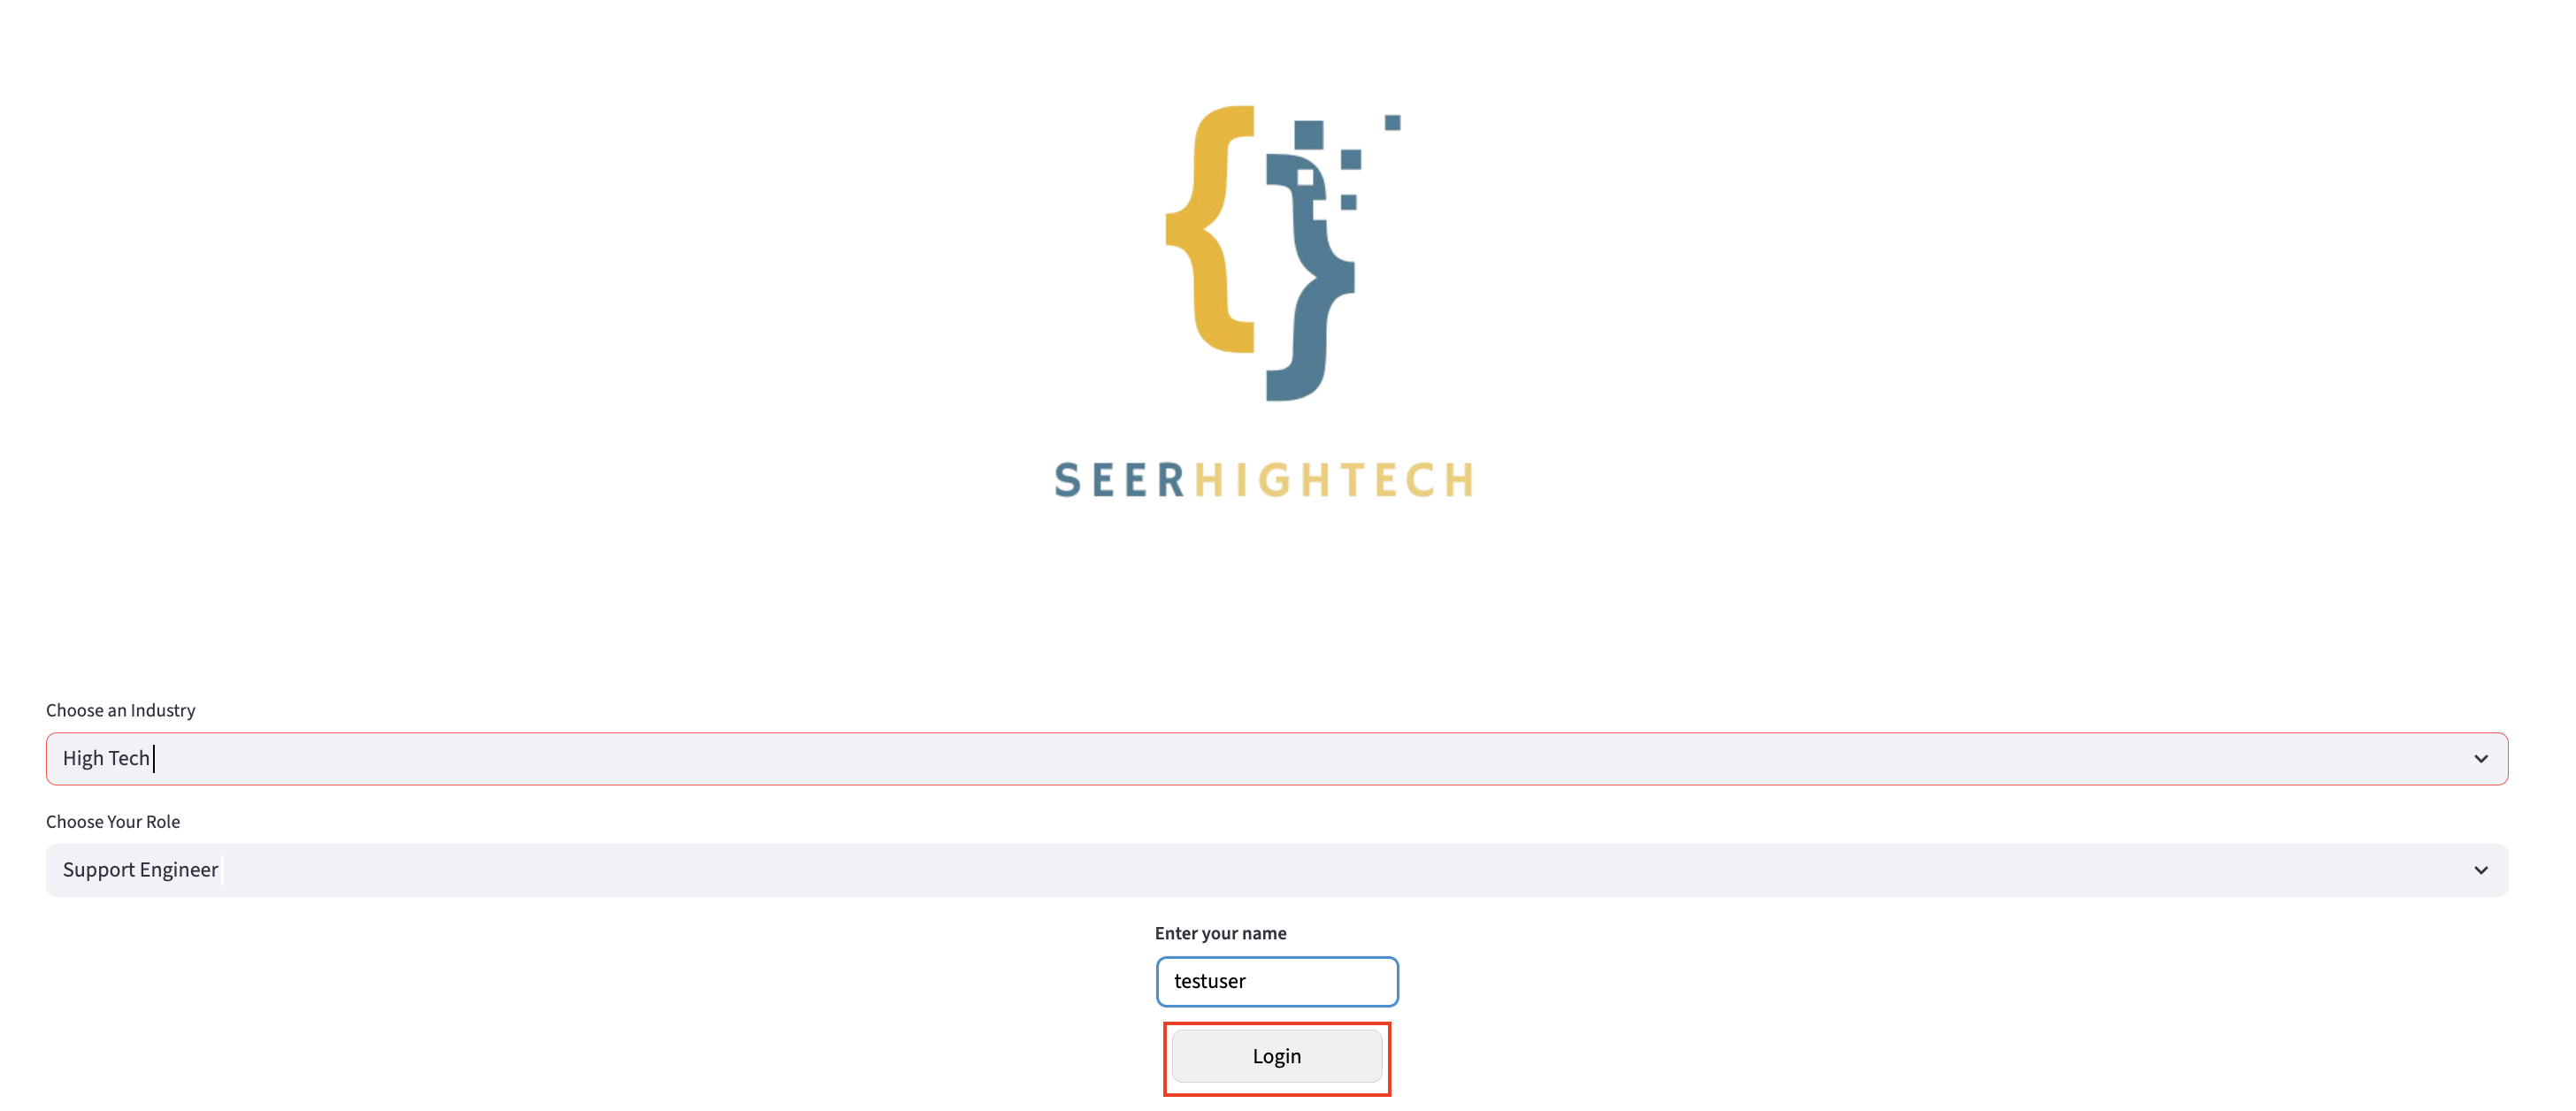 SEERHIGHTECH
Choose an Industry
High Tech
Choose Your Role
Support Engineer
Enter your name
testuser
Login